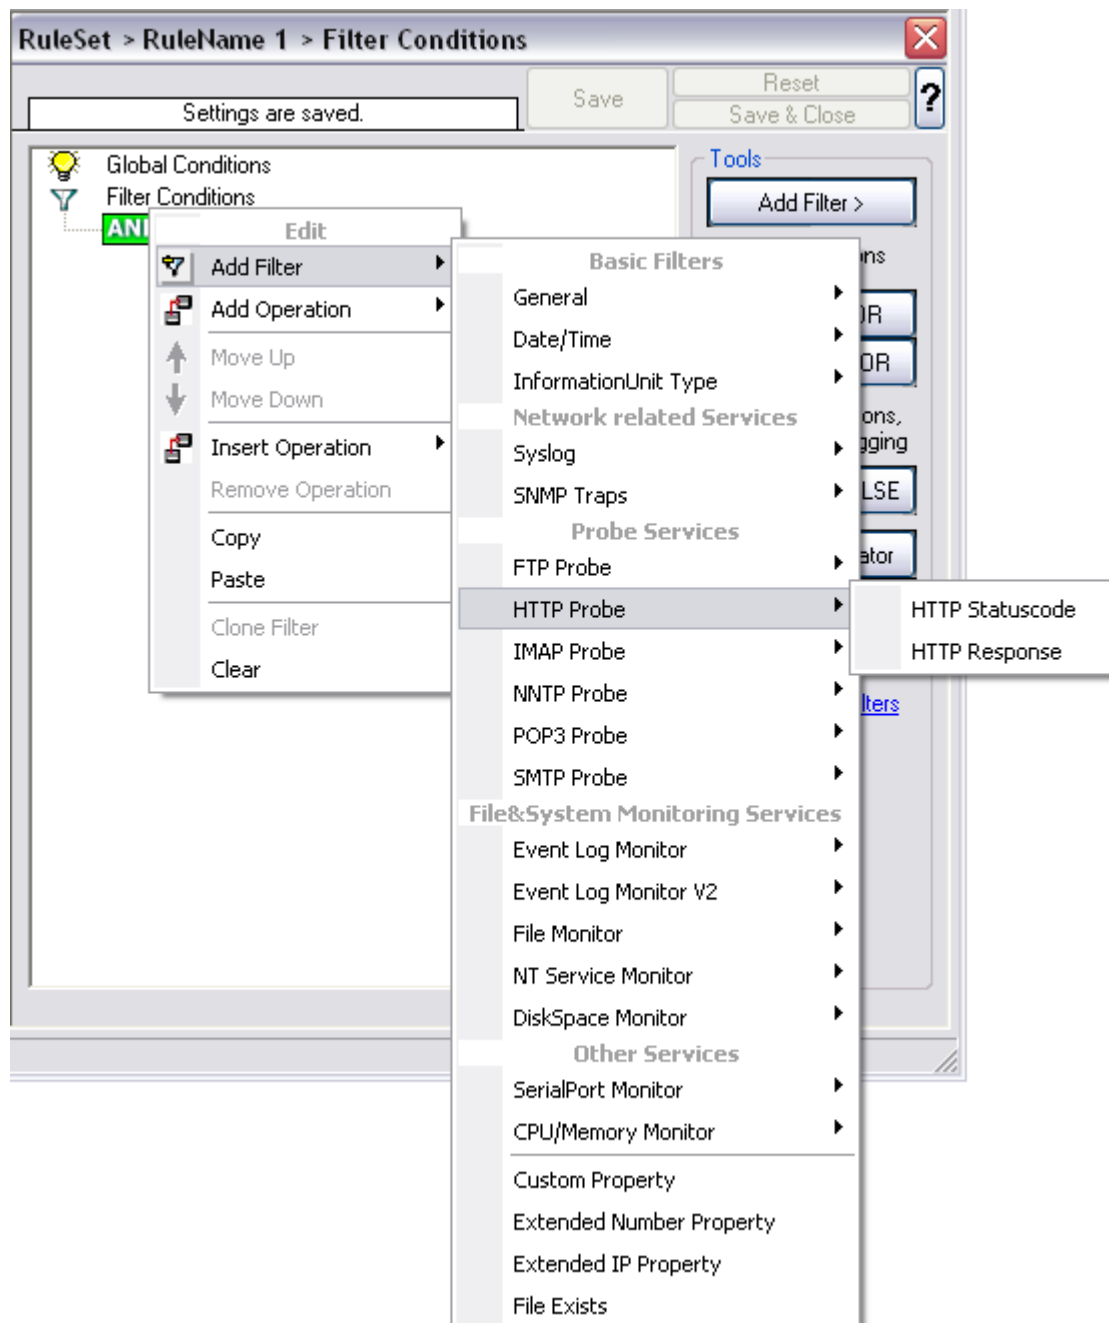 RuleSet > RuleName 1 > Filter Conditions
Settings are saved.
Save
Reset
Save & Close
?
Global Conditions
Filter Conditions
Tools
Add Filter >
Edit
Add Filter
Add Operation
Move Up
Move Down
Insert Operation
Remove Operation
Copy
Paste
Clone Filter
Clear
Basic Filters
General
Date/Time
InformationUnit Type
Network related Services
Syslog
SNMP Traps
Probe Services
FTP Probe
HTTP Probe
IMAP Probe
NNTP Probe
POP3 Probe
SMTP Probe
File&System Monitoring Services
Event Log Monitor
Event Log Monitor V2
File Monitor
NT Service Monitor
DiskSpace Monitor
Other Services
SerialPort Monitor
CPU/Memory Monitor
Custom Property
Extended Number Property
Extended IP Property
File Exists
HTTP Statuscode
HTTP Response